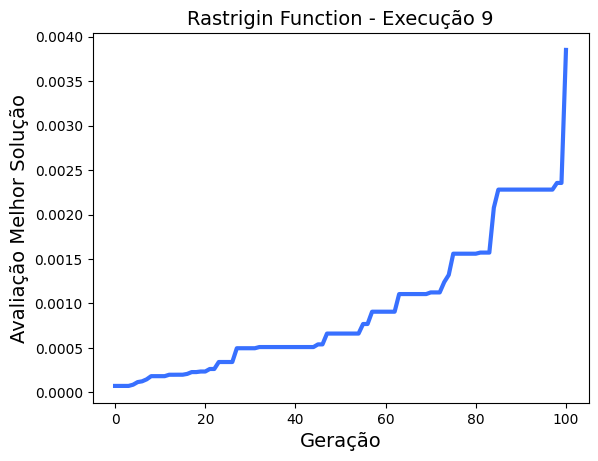 Rastrigin Function - Execução 9
Avaliação Melhor Solução
0.0040
0.0035
0.0030
0.0025
0.0020
0.0015
0.0010
0.0005
0.0000
0 20 40 60 80 100
Geração